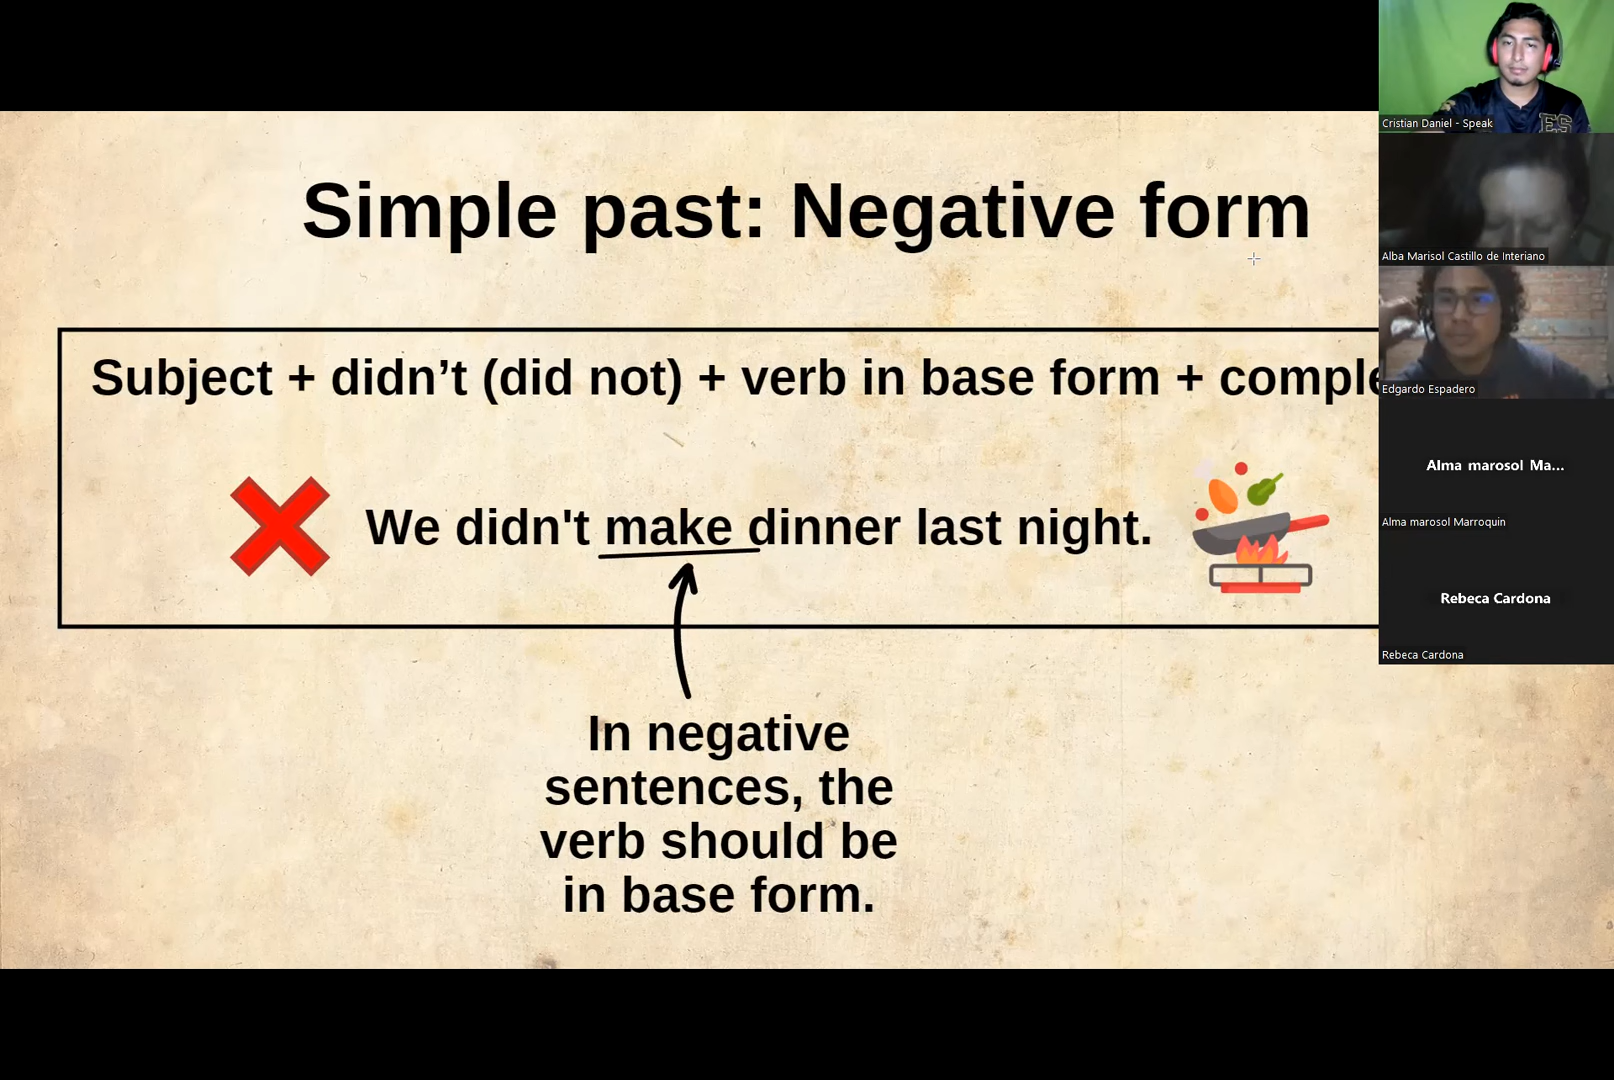 Simple past: Negative form
Subject + didn’t (did not) + verb in base form + comple
We didn't make dinner last night.
In negative
sentences, the
verb should be
in base form.
Cristian Daniel - Speak
ES
Alba Marisol Castillo de Interiano
Edgardo Espadero
Alma marosol Ma...
Alma marosol Marroquin
Rebeca Cardona
Rebeca Cardona